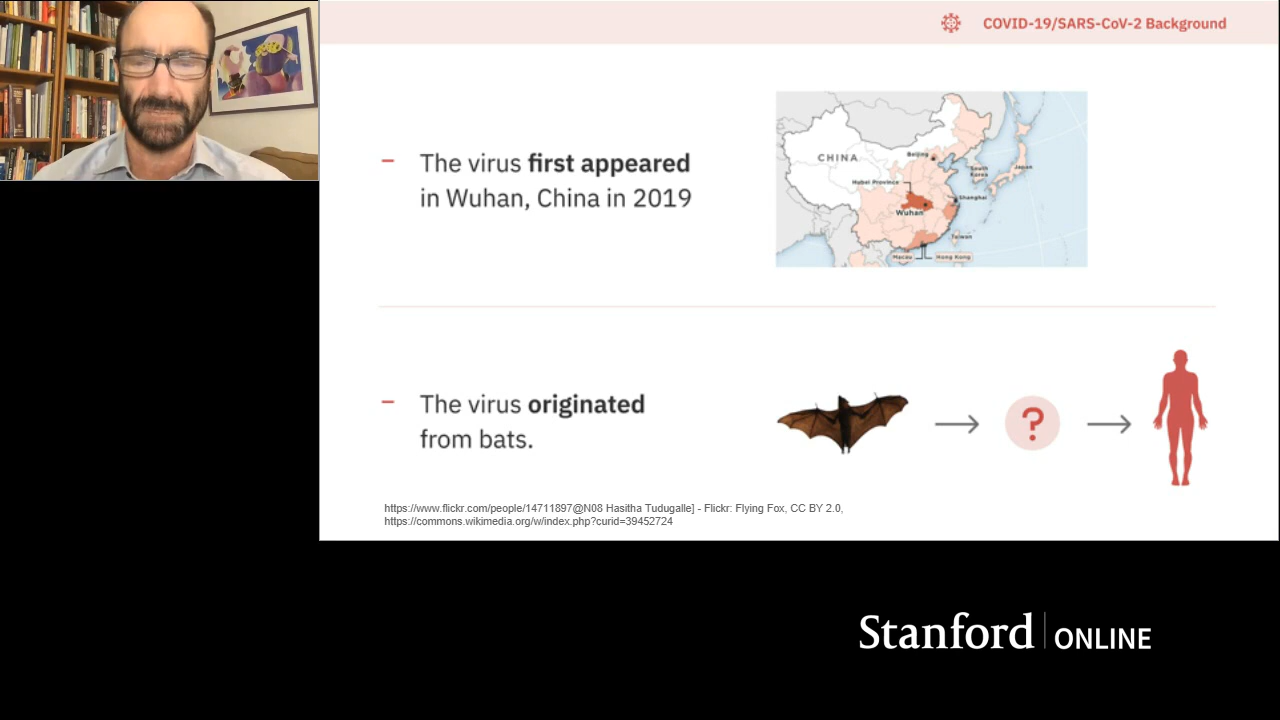 COVID-19/SARS-CoV-2 Background
– The virus first appeared
in Wuhan, China in 2019
CHINA
Beijing
South
Korea
Japan
Hubei Province
Shanghai
Wuhan
Taiwan
Macau
Hong Kong
– The virus originated
from bats.
?
https://www.flickr.com/people/14711897@N08 Hasitha Tudugalle] - Flickr: Flying Fox, CC BY 2.0,
https://commons.wikimedia.org/w/index.php?curid=39452724
Stanford ONLINE